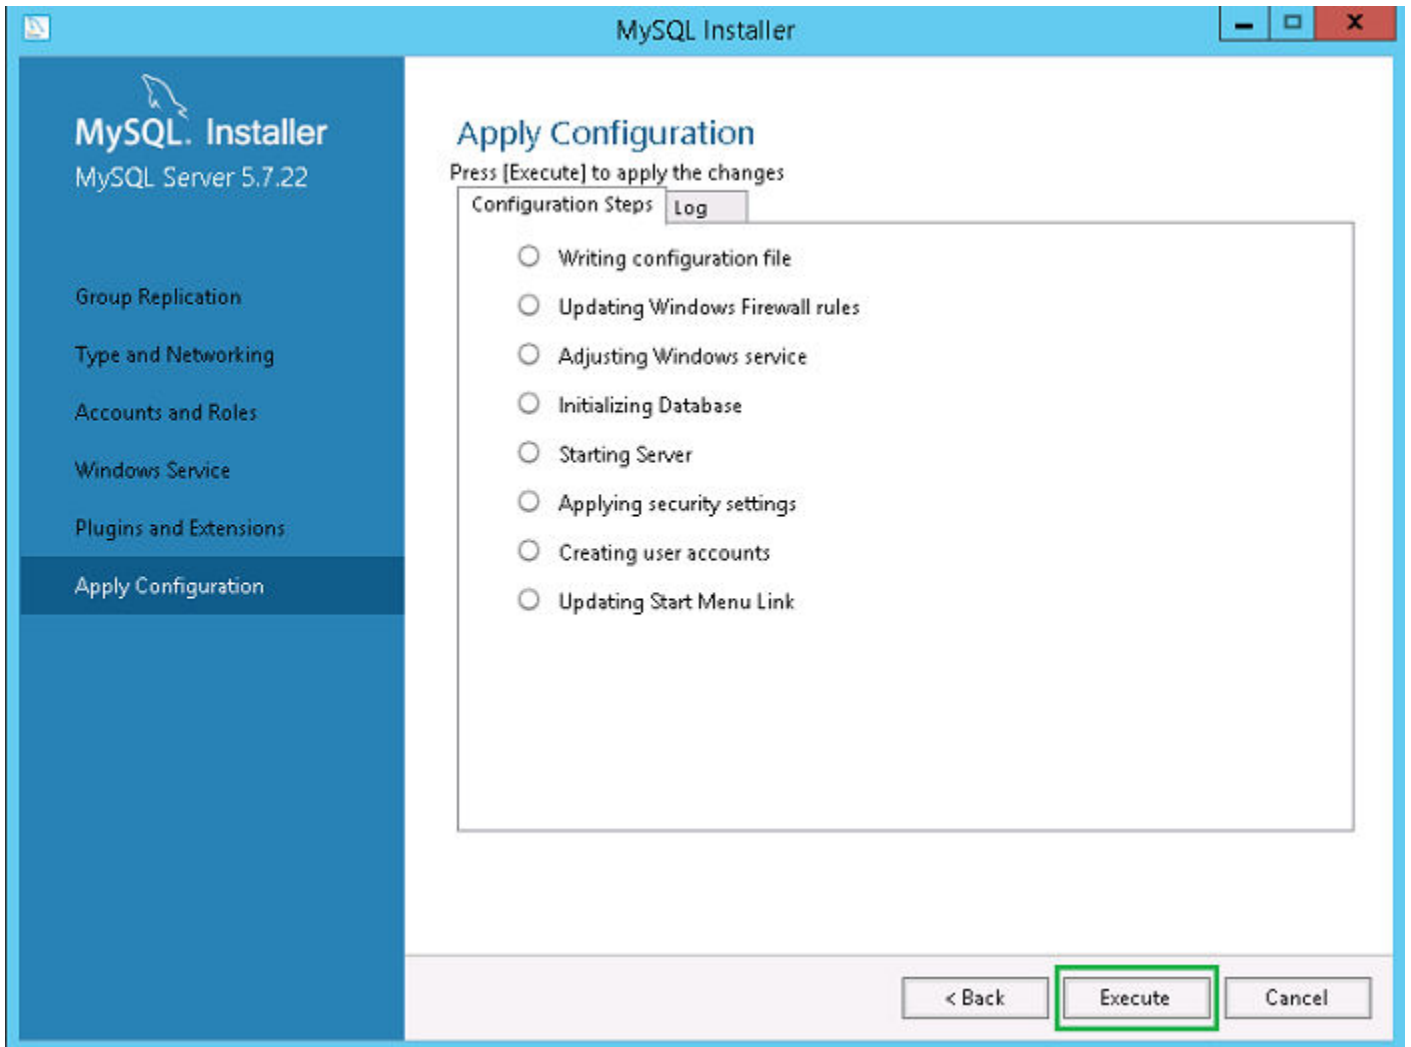 MySQL Installer
MySQL. Installer
MySQL Server 5.7.22
Group Replication
Type and Networking
Accounts and Roles
Windows Service
Plugins and Extensions
Apply Configuration
Apply Configuration
Press [Execute] to apply the changes
Configuration Steps Log
Writing configuration file
Updating Windows Firewall rules
Adjusting Windows service
Initializing Database
Starting Server
Applying security settings
Creating user accounts
Updating Start Menu Link
< Back Execute Cancel